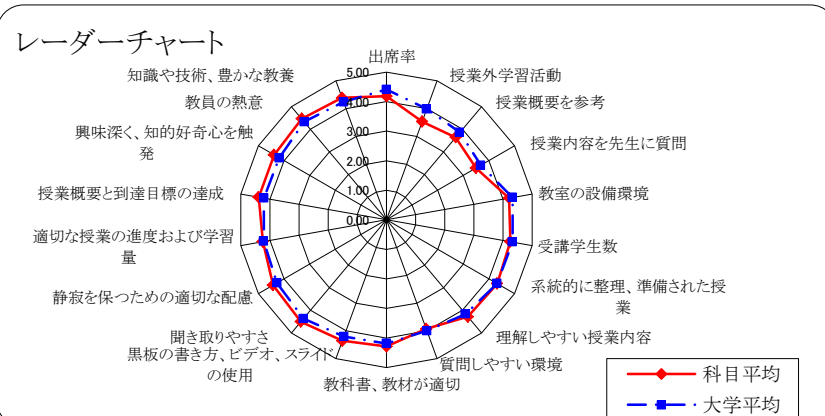 レーダーチャート
出席率
授業外学習活動
授業概要を参考
授業内容を先生に質問
教室の設備環境
受講学生数
系統的に整理、準備された授
業
理解しやすい授業内容
質問しやすい環境
教科書、教材が適切
黒板の書き方、ビデオ、スライド
の使用
聞き取りやすさ
静寂を保つための適切な配慮
適切な授業の進度および学習
量
授業概要と到達目標の達成
興味深く、知的好奇心を触
発
教員の熱意
知識や技術、豊かな教養
5.00
4.00
3.00
2.00
1.00
0.00
科目平均
大学平均